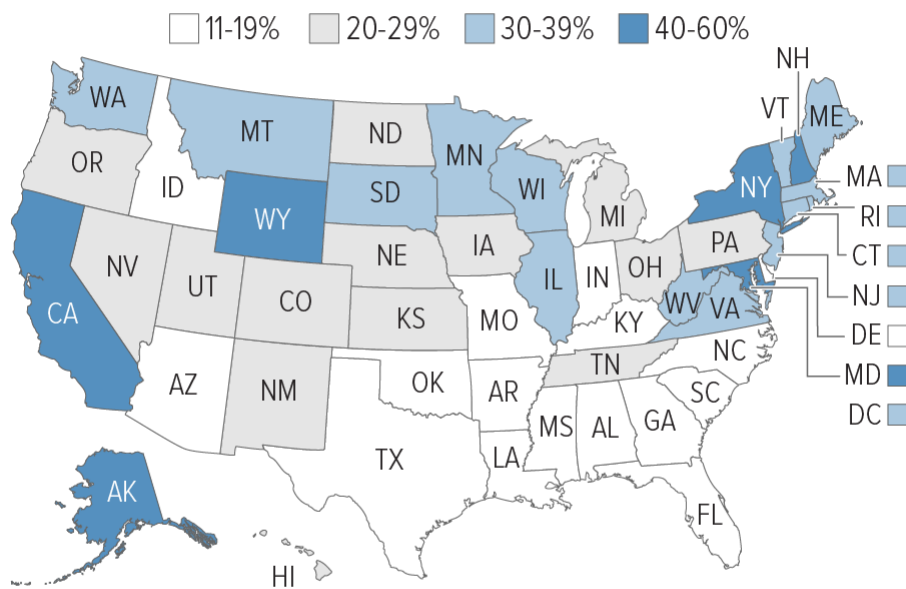 11-19% 20-29% 30-39% 40-60%
NH
WA VT ME
MT ND
OR MN
ID SD WI NY MA
WY MI RI
IA PA CT
NV NE OH
UT IL IN NJ
CO WV VA
CA KS MO KY DE
NC
AZ OK TN MD
NM AR SC
MS AL GA DC
TX LA
AK FL
HI